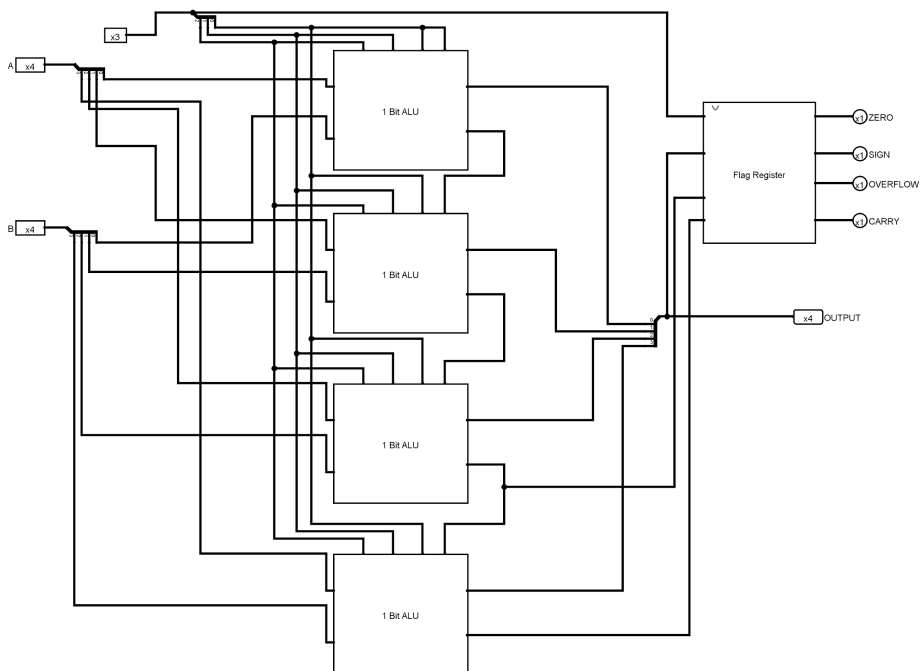 x3
A x4
1 Bit ALU
x1 ZERO
x1 SIGN
Flag Register
x1 OVERFLOW
x1 CARRY
B x4
1 Bit ALU
x4 OUTPUT
1 Bit ALU
1 Bit ALU